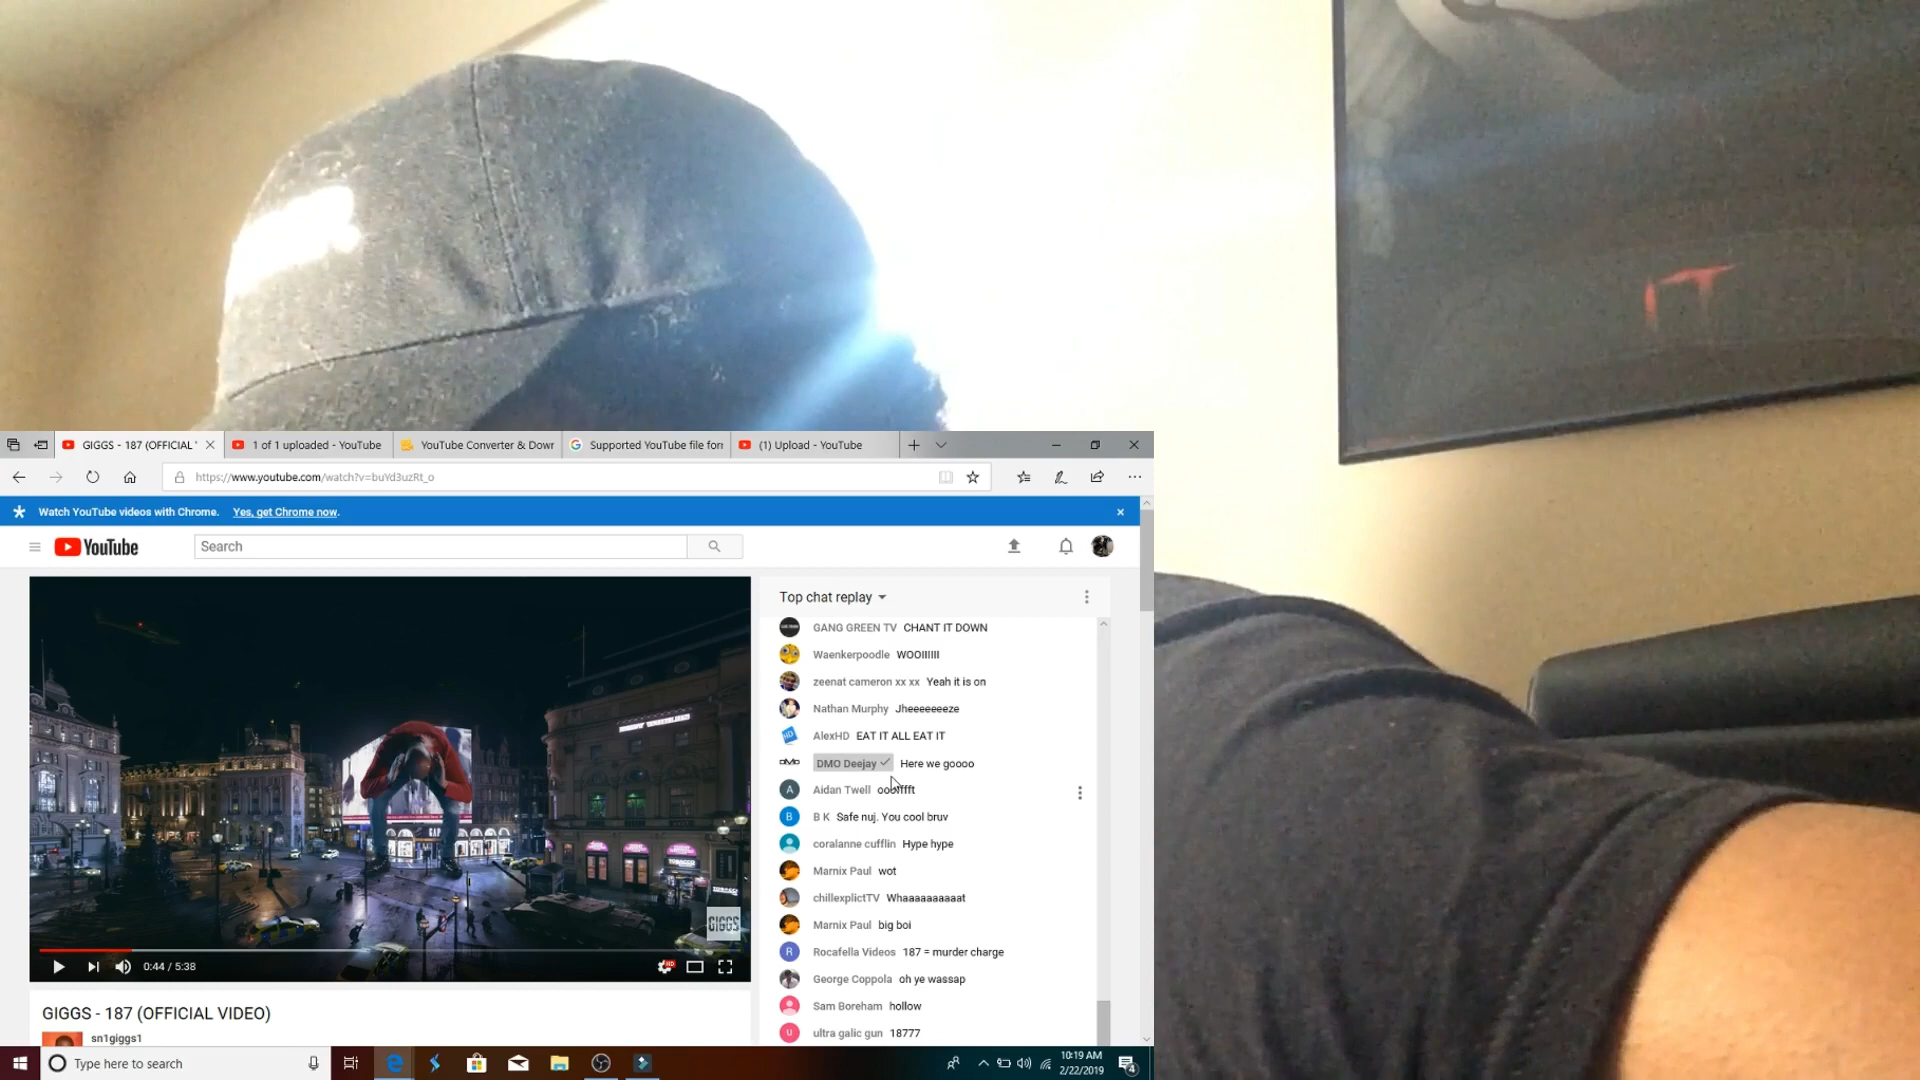 IT
GIGGS - 187 (OFFICIAL '
1 of 1 uploaded - YouTube
YouTube Converter & Dowr
Supported YouTube file forr
(1) Upload - YouTube
https://www.youtube.com/watch?v=buYd3uzRt_o
Watch YouTube videos with Chrome. Yes, get Chrome now.
YouTube
Search
Top chat replay
GANG GREEN TV CHANT IT DOWN
Waenkerpoodle WOOIIIIII
zeenat cameron xx xx Yeah it is on
Nathan Murphy Jheeeeeeeze
AlexHD EAT IT ALL EAT IT
DMO Deejay Here we goooo
Aidan Twell
B K Safe nuj. You cool bruv
coralanne cufflin Hype hype
Marnix Paul wot
chillexplictTV Whaaaaaaaaaat
Marnix Paul big boi
Rocafella Videos 187 = murder charge
George Coppola oh ye wassap
Sam Boreham hollow
ultra galic gun 18777
GIGGS
0:44 / 5:38
HD
GIGGS - 187 (OFFICIAL VIDEO)
sn1giggs1
Type here to search
10:19 AM
2/22/2019
4